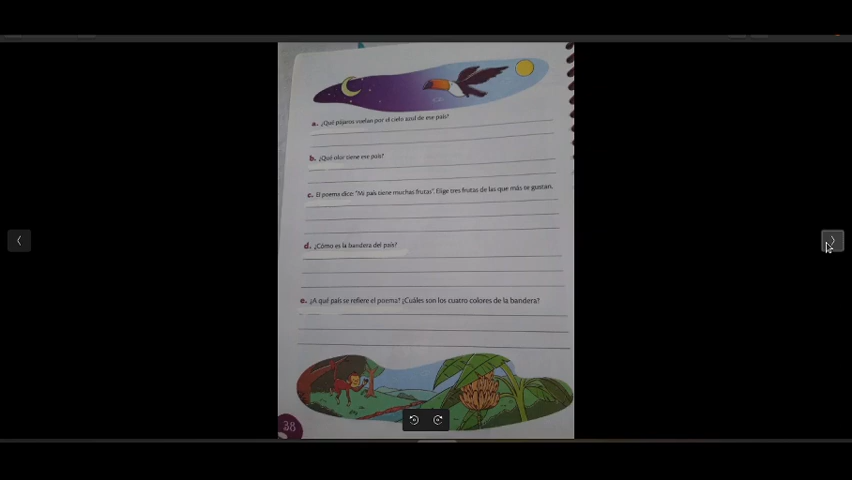 a. ¿Qué pájaros vuelan por el cielo azul de ese país?
b. ¿Qué olor tiene ese país?
c. El poema dice: "Mi país tiene muchas frutas". Elige tres frutas de las que más te gustan.
d. ¿Cómo es la bandera del país?
e. ¿A qué país se refiere el poema? ¿Cuáles son los cuatro colores de la bandera?
38